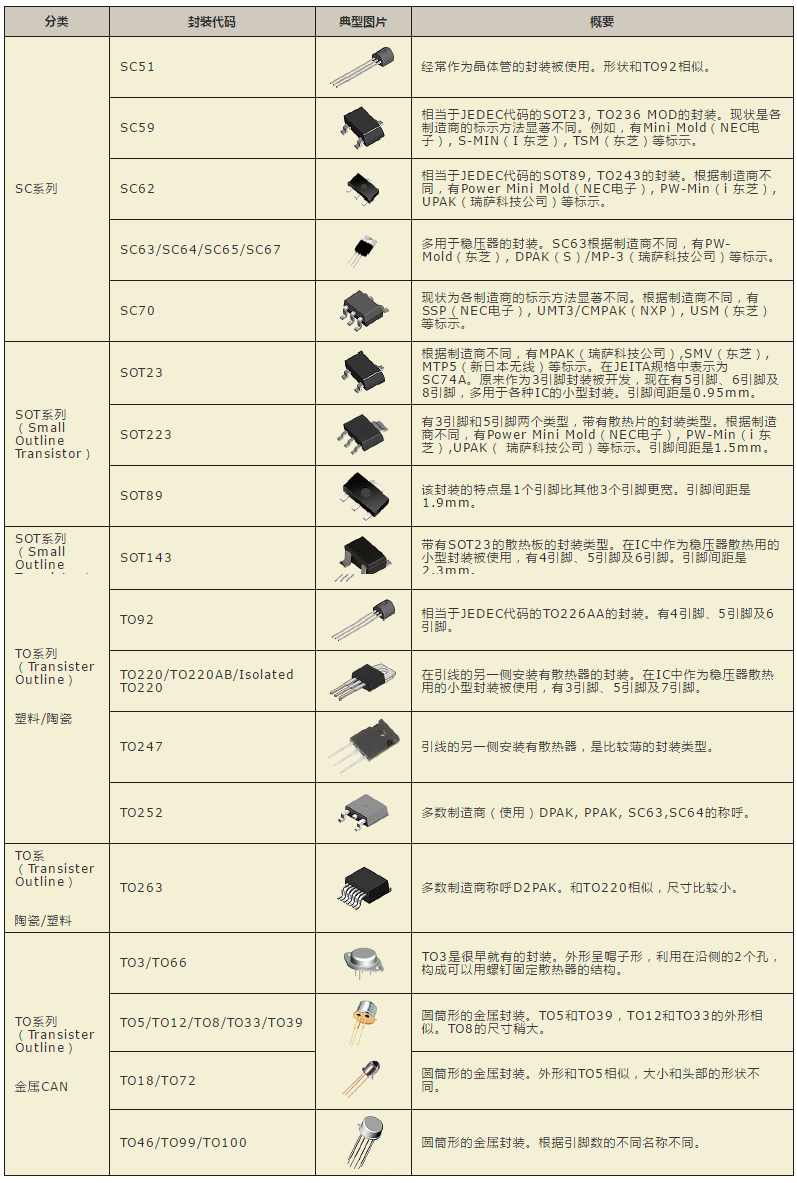 分类 封装代码 典型图片 概要
SC系列
SC51
经常作为晶体管的封装被使用。形状和TO92相似。
SC59
相当于JEDEC代码的SOT23, TO236 MOD的封装。现状是各
制造商的标示方法显著不同。例如，有Mini Mold（NEC电
子）, S-MIN（I 东芝）, TSM（东芝）等标示。
SC62
相当于JEDEC代码的SOT89, TO243的封装。根据制造商不
同，有Power Mini Mold（NEC电子）, PW-Min（i 东芝）,
UPAK（瑞萨科技公司）等标示。
SC63/SC64/SC65/SC67
多用于稳压器的封装。SC63根据制造商不同，有PW-
Mold（东芝）, DPAK（S）/MP-3（瑞萨科技公司）等标示。
SC70
现状为各制造商的标示方法显著不同。根据制造商不同，有
SSP（NEC电子）, UMT3/CMPAK（NXP）, USM（东芝）
等标示。
SOT系列
（Small
Outline
Transistor）
SOT23
根据制造商不同，有MPAK（瑞萨科技公司）,SMV（东芝）,
MTP5（新日本无线）等标示。在JEITA规格中表示为
SC74A。原来作为3引脚封装被开发，现在有5引脚、6引脚及
8引脚，多用于各种IC的小型封装。引脚间距是0.95mm。
SOT223
有3引脚和5引脚两个类型，带有散热片的封装类型。根据制造
商不同，有Power Mini Mold（NEC电子）, PW-Min（i 东
芝）,UPAK（ 瑞萨科技公司）等标示。引脚间距是1.5mm。
SOT89
该封装的特点是1个引脚比其他3个引脚更宽。引脚间距是
1.9mm。
SOT系列
（Small
Outline
SOT143
带有SOT23的散热板的封装类型。在IC中作为稳压器散热用的
小型封装被使用，有4引脚、5引脚及6引脚。引脚间距是
2.3mm。
TO系列
（Transister
Outline）
塑料/陶瓷
TO92
相当于JEDEC代码的TO226AA的封装。有4引脚、5引脚及6
引脚。
TO220/TO220AB/Isolated
TO220
在引线的另一侧安装有散热器的封装。在IC中作为稳压器散热
用的小型封装被使用，有3引脚、5引脚及7引脚。
TO247
引线的另一侧安装有散热器，是比较薄的封装类型。
TO252
多数制造商（使用）DPAK, PPAK, SC63,SC64的称呼。
TO系
（Transister
Outline）
陶瓷/塑料
TO263
多数制造商称呼D2PAK。和TO220相似，尺寸比较小。
TO系列
（Transister
Outline）
金属CAN
TO3/TO66
TO3是很早就有的封装。外形呈帽子形，利用在沿侧的2个孔，
构成可以用螺钉固定散热器的结构。
TO5/TO12/TO8/TO33/TO39
圆筒形的金属封装。TO5和TO39，TO12和TO33的外形相
似。TO8的尺寸稍大。
TO18/TO72
圆筒形的金属封装。外形和TO5相似，大小和头部的形状不
同。
TO46/TO99/TO100
圆筒形的金属封装。根据引脚数的不同名称不同。